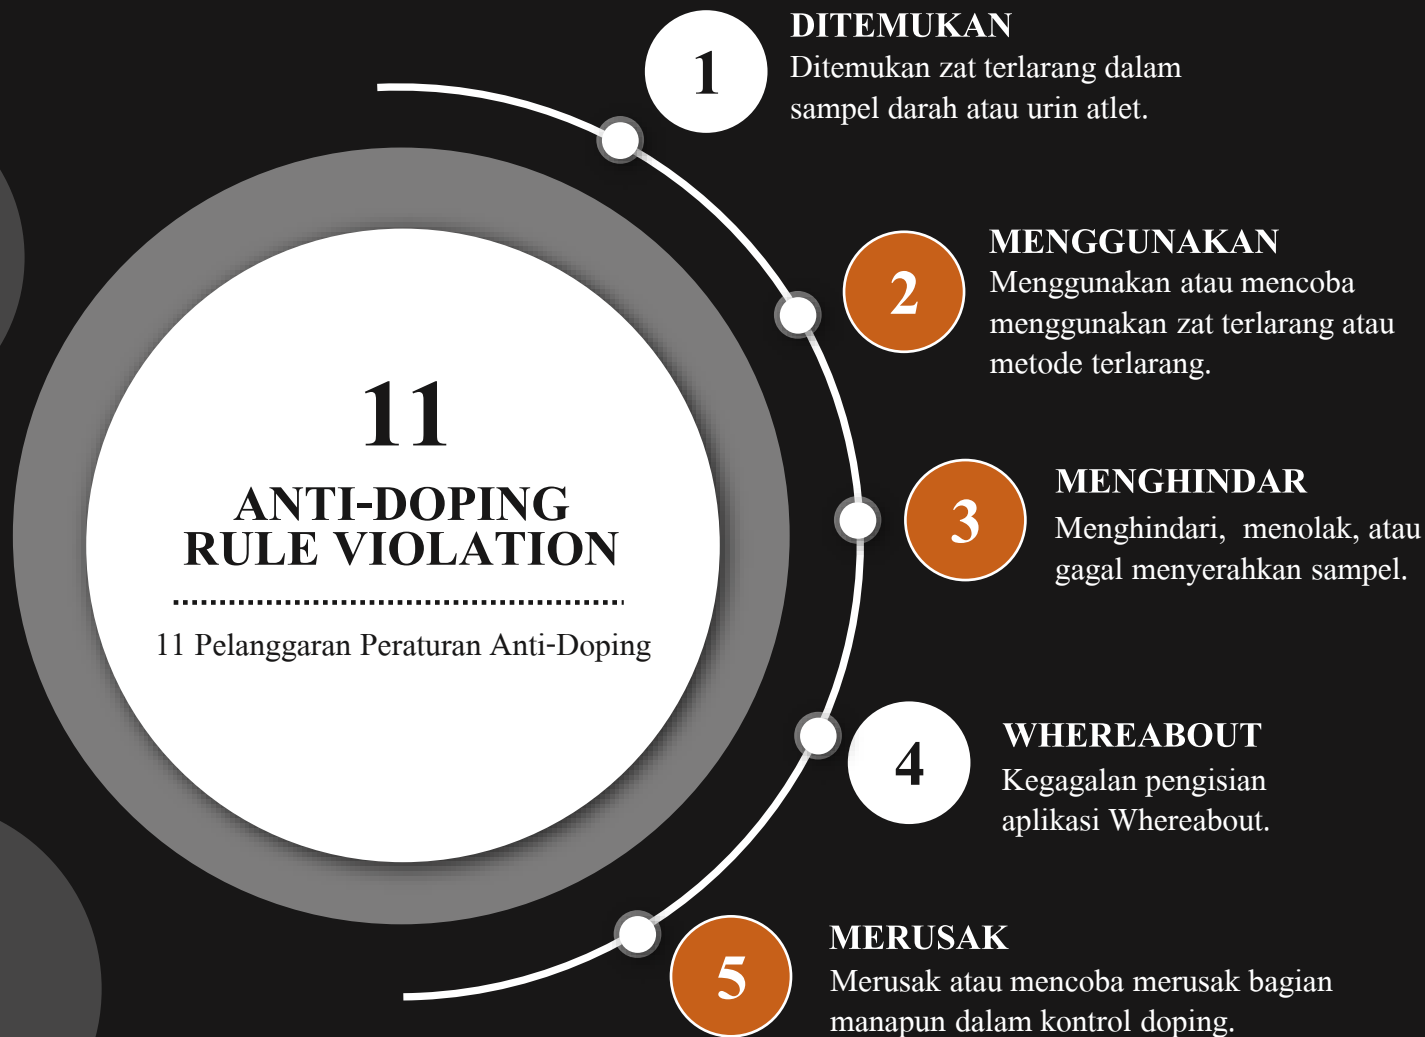 11
ANTI-DOPING
RULE VIOLATION
11 Pelanggaran Peraturan Anti-Doping
1
DITEMUKAN
Ditemukan zat terlarang dalam
sampel darah atau urin atlet.
2
MENGGUNAKAN
Menggunakan atau mencoba
menggunakan zat terlarang atau
metode terlarang.
3
MENGHINDAR
Menghindari, menolak, atau
gagal menyerahkan sampel.
4
WHEREABOUT
Kegagalan pengisian
aplikasi Whereabout.
5
MERUSAK
Merusak atau mencoba merusak bagian
manapun dalam kontrol doping.